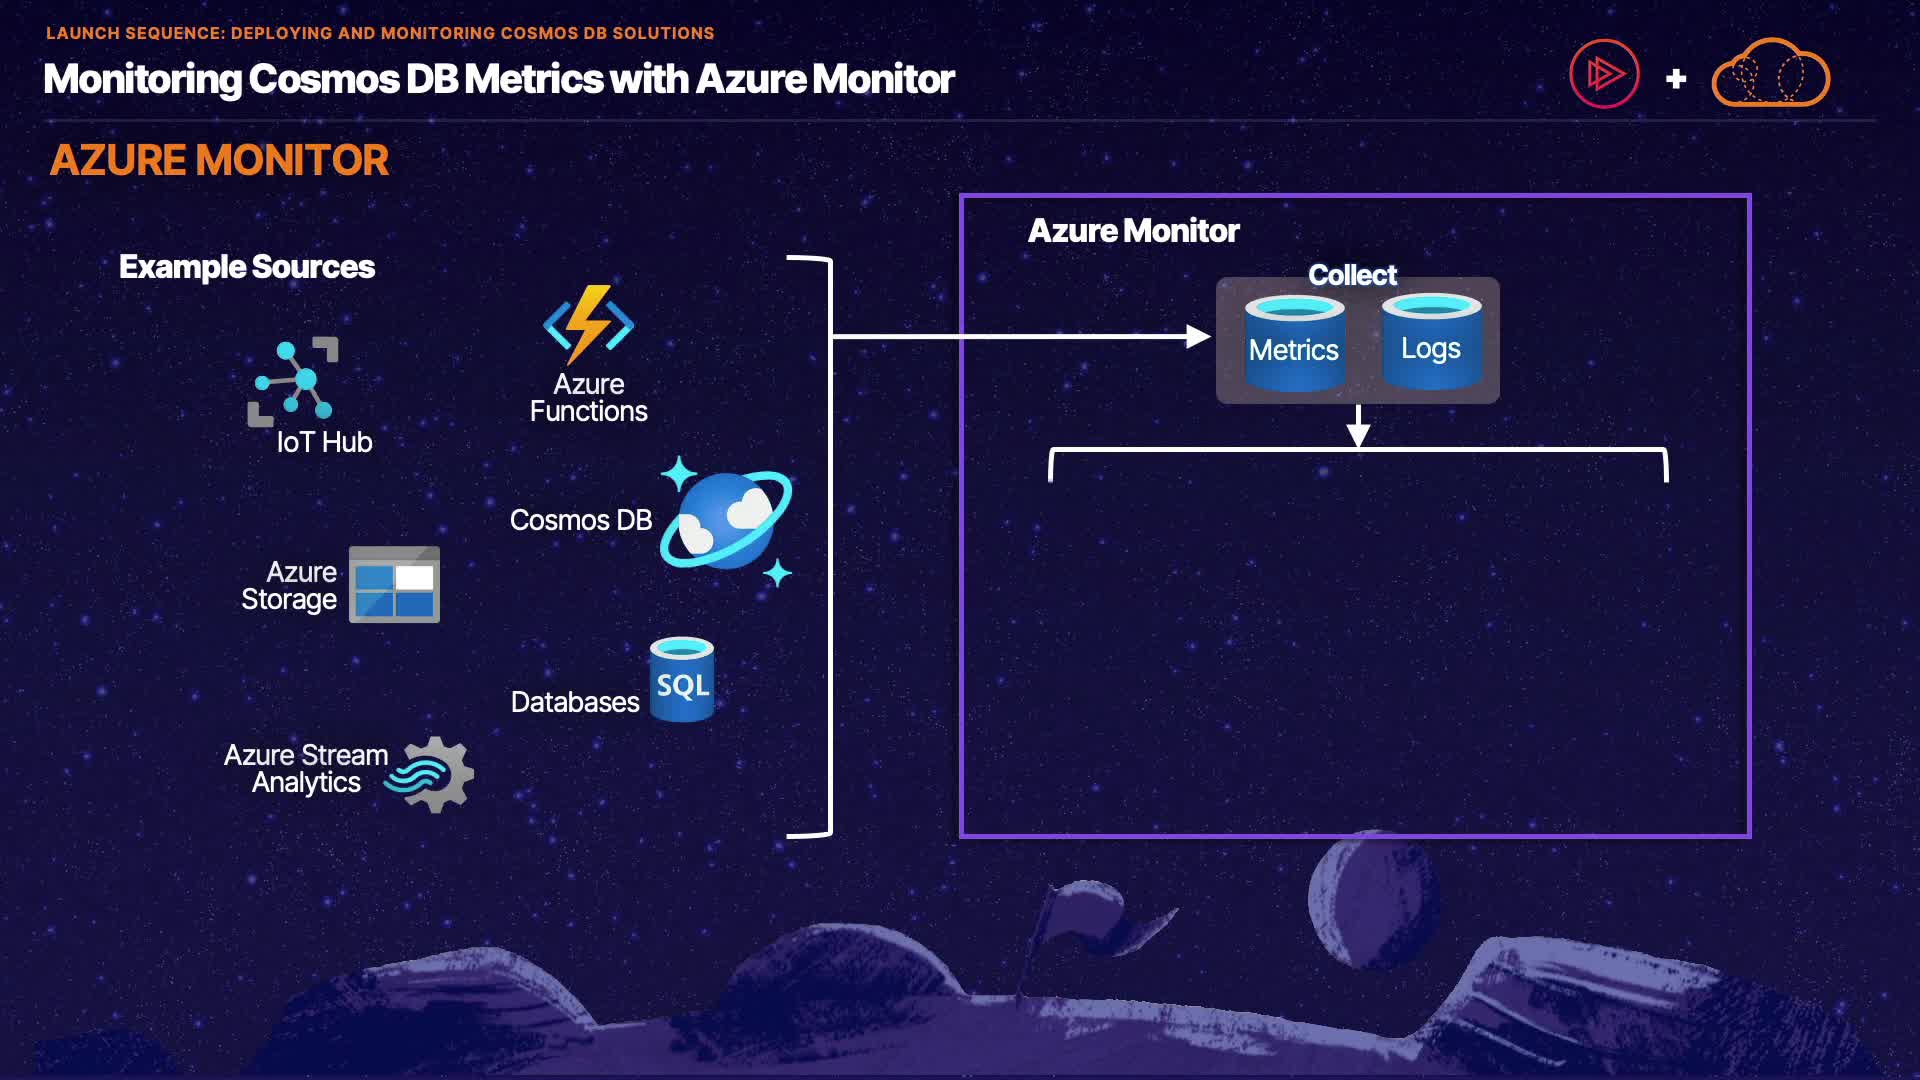 LAUNCH SEQUENCE: DEPLOYING AND MONITORING COSMOS DB SOLUTIONS
Monitoring Cosmos DB Metrics with Azure Monitor
AZURE MONITOR
Example Sources
IoT Hub
Azure
Functions
Cosmos DB
Azure
Storage
Databases
SQL
Azure Stream
Analytics
Azure Monitor
Collect
Metrics
Logs